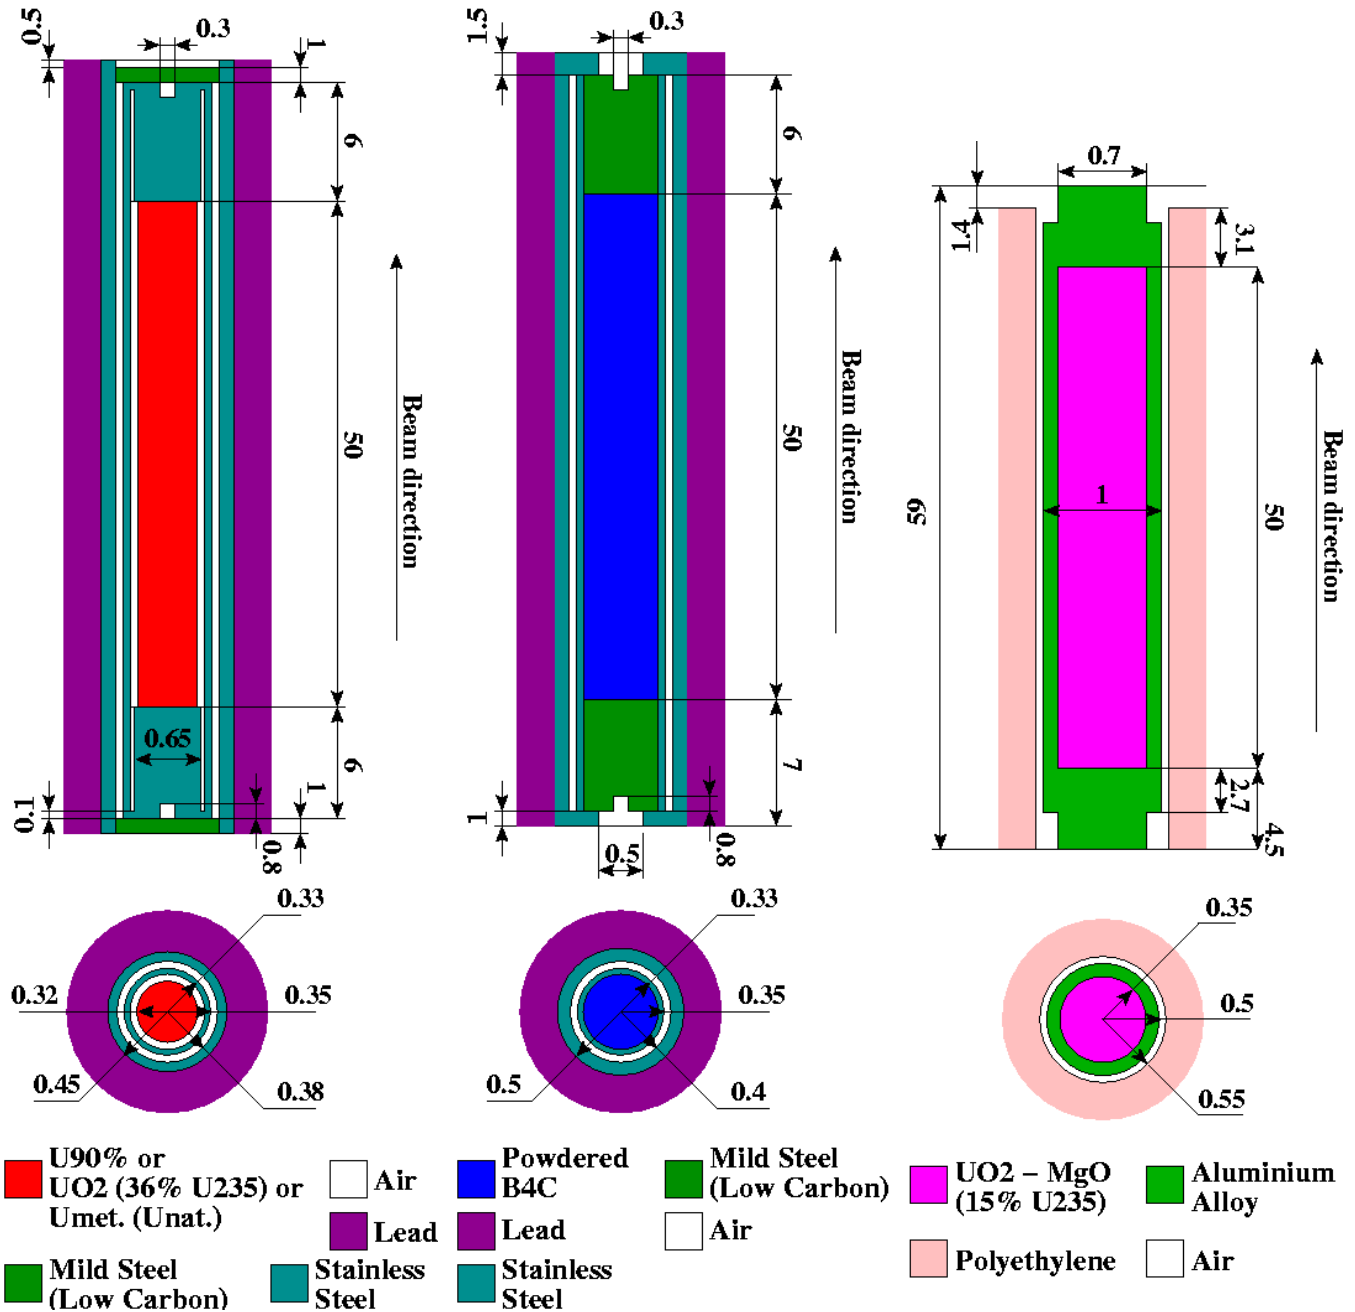 0.5
0.3
1
6
50
Beam direction
0.65
6
0.1
1
0.8
1.5
0.3
6
50
Beam direction
7
1
0.5
0.8
0.7
1.4
3.1
59
1
50
Beam direction
2.7
4.5
0.33
0.32
0.35
0.45
0.38
0.33
0.35
0.5
0.4
0.35
0.5
0.55
U90% or
UO2 (36% U235) or
Umet. (Unat.)
Air
Lead
Mild Steel
(Low Carbon)
Stainless
Steel
Powdered
B4C
Lead
Stainless
Steel
Mild Steel
(Low Carbon)
Air
UO2 – MgO
(15% U235)
Aluminium
Alloy
Polyethylene
Air